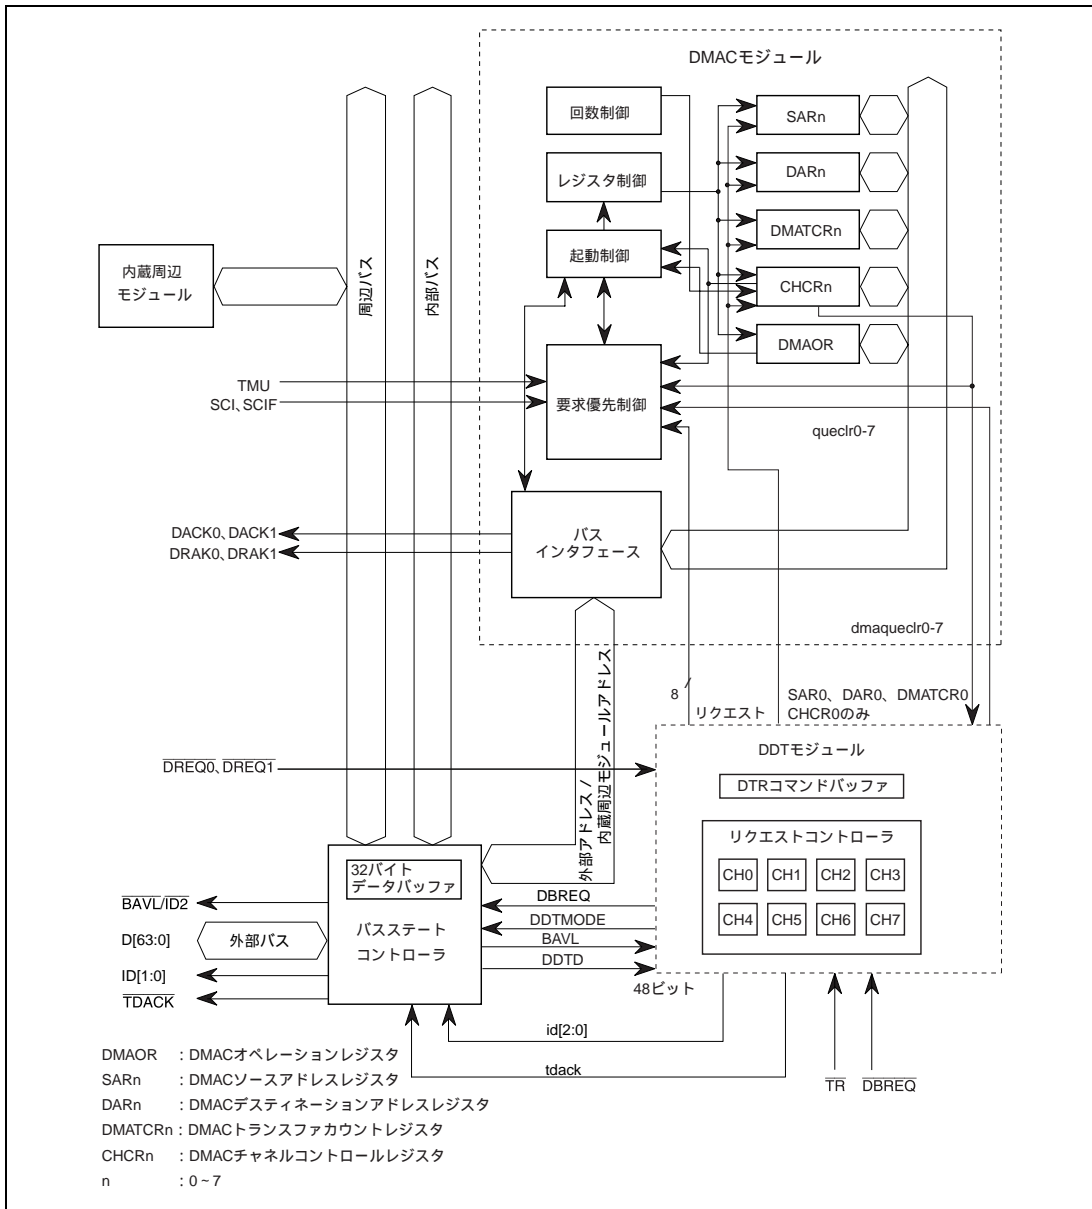 DMACモジュール
回数制御
SARn
レジスタ制御
DARn
DMATCRn
起動制御
CHCRn
内蔵周辺
モジュール
周辺バス
内部バス
DMAOR
TMU
SCI、SCIF
要求優先制御
queclr0-7
DACK0、DACK1
DRAK0、DRAK1
バス
インタフェース
dmaqueclr0-7
外部アドレス /
内蔵周辺モジュールアドレス
8
リクエスト
SAR0、DAR0、DMATCR0
CHCR0のみ
DDTモジュール
DREQ0、DREQ1
DTRコマンドバッファ
リクエストコントローラ
CH0 CH1 CH2 CH3
CH4 CH5 CH6 CH7
32バイト
データバッファ
バスステート
コントローラ
DBREQ
DDTMODE
BAVL
DDTD
48ビット
BAVL/ID2
D[63:0]
外部バス
ID[1:0]
TDACK
id[2:0]
tdack
TR
DBREQ
DMAOR : DMACオペレーションレジスタ
SARn : DMACソースアドレスレジスタ
DARn : DMACデスティネーションアドレスレジスタ
DMATCRn : DMACトランスファカウントレジスタ
CHCRn : DMACチャネルコントロールレジスタ
n : 0 ~ 7